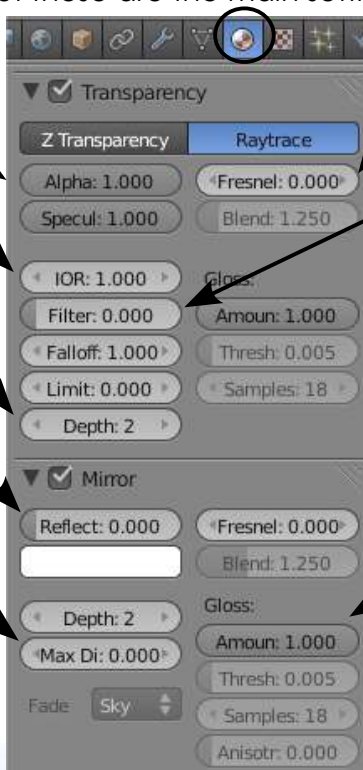 Transparency
Z Transparency Raytrace
Alpha: 1.000 Fresnel: 0.000
Specul: 1.000 Blend: 1.250
IOR: 1.000 Gloss:
Filter: 0.000 Amoun: 1.000
Falloff: 1.000 Thresh: 0.005
Limit: 0.000 Samples: 18
Depth: 2
Mirror
Reflect: 0.000 Fresnel: 0.000
Blend: 1.250
Gloss:
Depth: 2 Amoun: 1.000
Max Di: 0.000 Thresh: 0.005
Fade Sky Samples: 18
Anisotr: 0.000